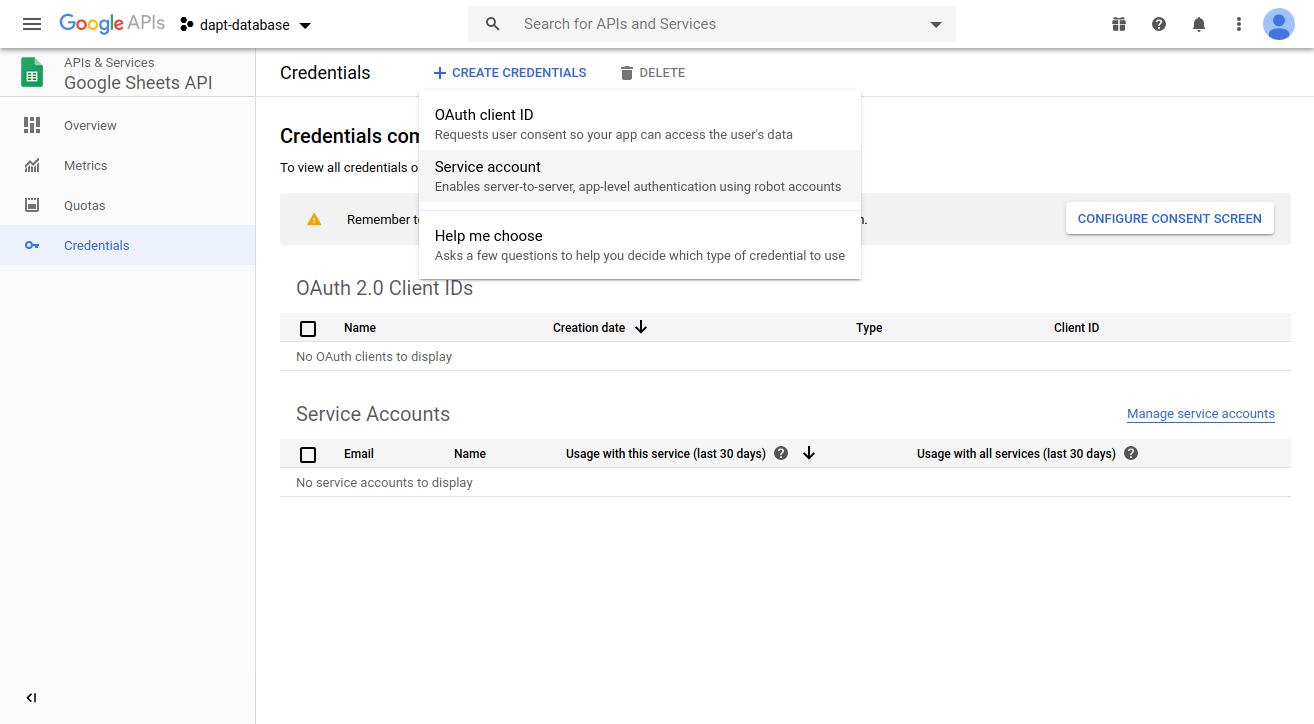 Google APIs
dapt-database
Search for APIs and Services
APIs & Services
Google Sheets API
Overview
Metrics
Quotas
Credentials
Credentials
CREATE CREDENTIALS
DELETE
OAuth client ID
Requests user consent so your app can access the user's data
Service account
Enables server-to-server, app-level authentication using robot accounts
Help me choose
Asks a few questions to help you decide which type of credential to use
Credentials com
To view all credentials o
Remember t
n.
CONFIGURE CONSENT SCREEN
OAuth 2.0 Client IDs
Name Creation date Type Client ID
No OAuth clients to display
Service Accounts
Manage service accounts
Email Name Usage with this service (last 30 days) Usage with all services (last 30 days)
No service accounts to display